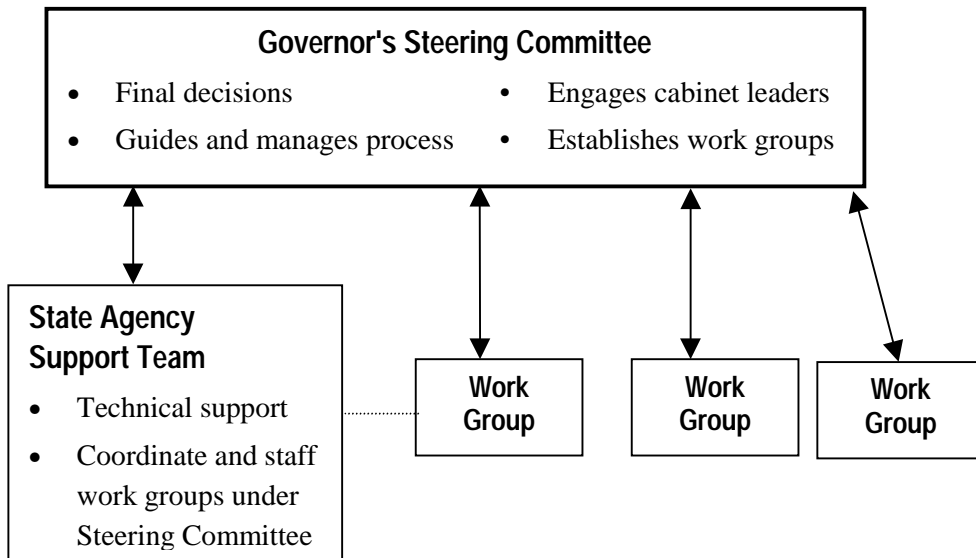 Governor's Steering Committee
• Final decisions
• Guides and manages process
• Engages cabinet leaders
• Establishes work groups
State Agency
Support Team
• Technical support
• Coordinate and staff
work groups under
Steering Committee
Work
Group
Work
Group
Work
Group